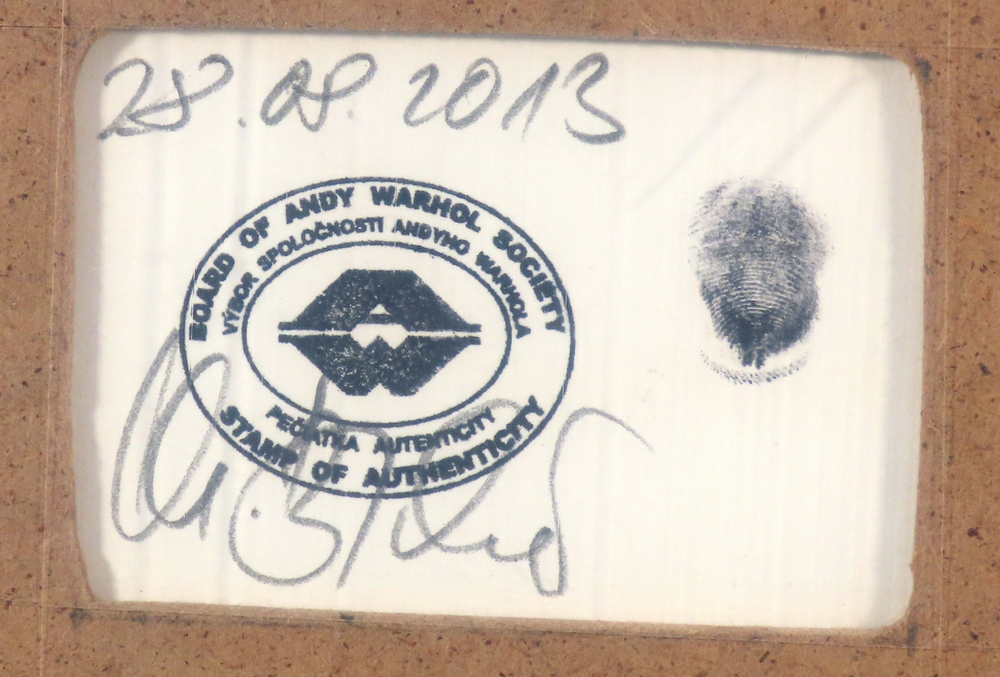 28.08.2013
BOARD OF ANDY WARHOL SOCIETY
VÝBOR SPOLOČNOSTI ANDYHO WARHOLA
PEČIATKA AUTENTICITY
STAMP OF AUTHENTICITY